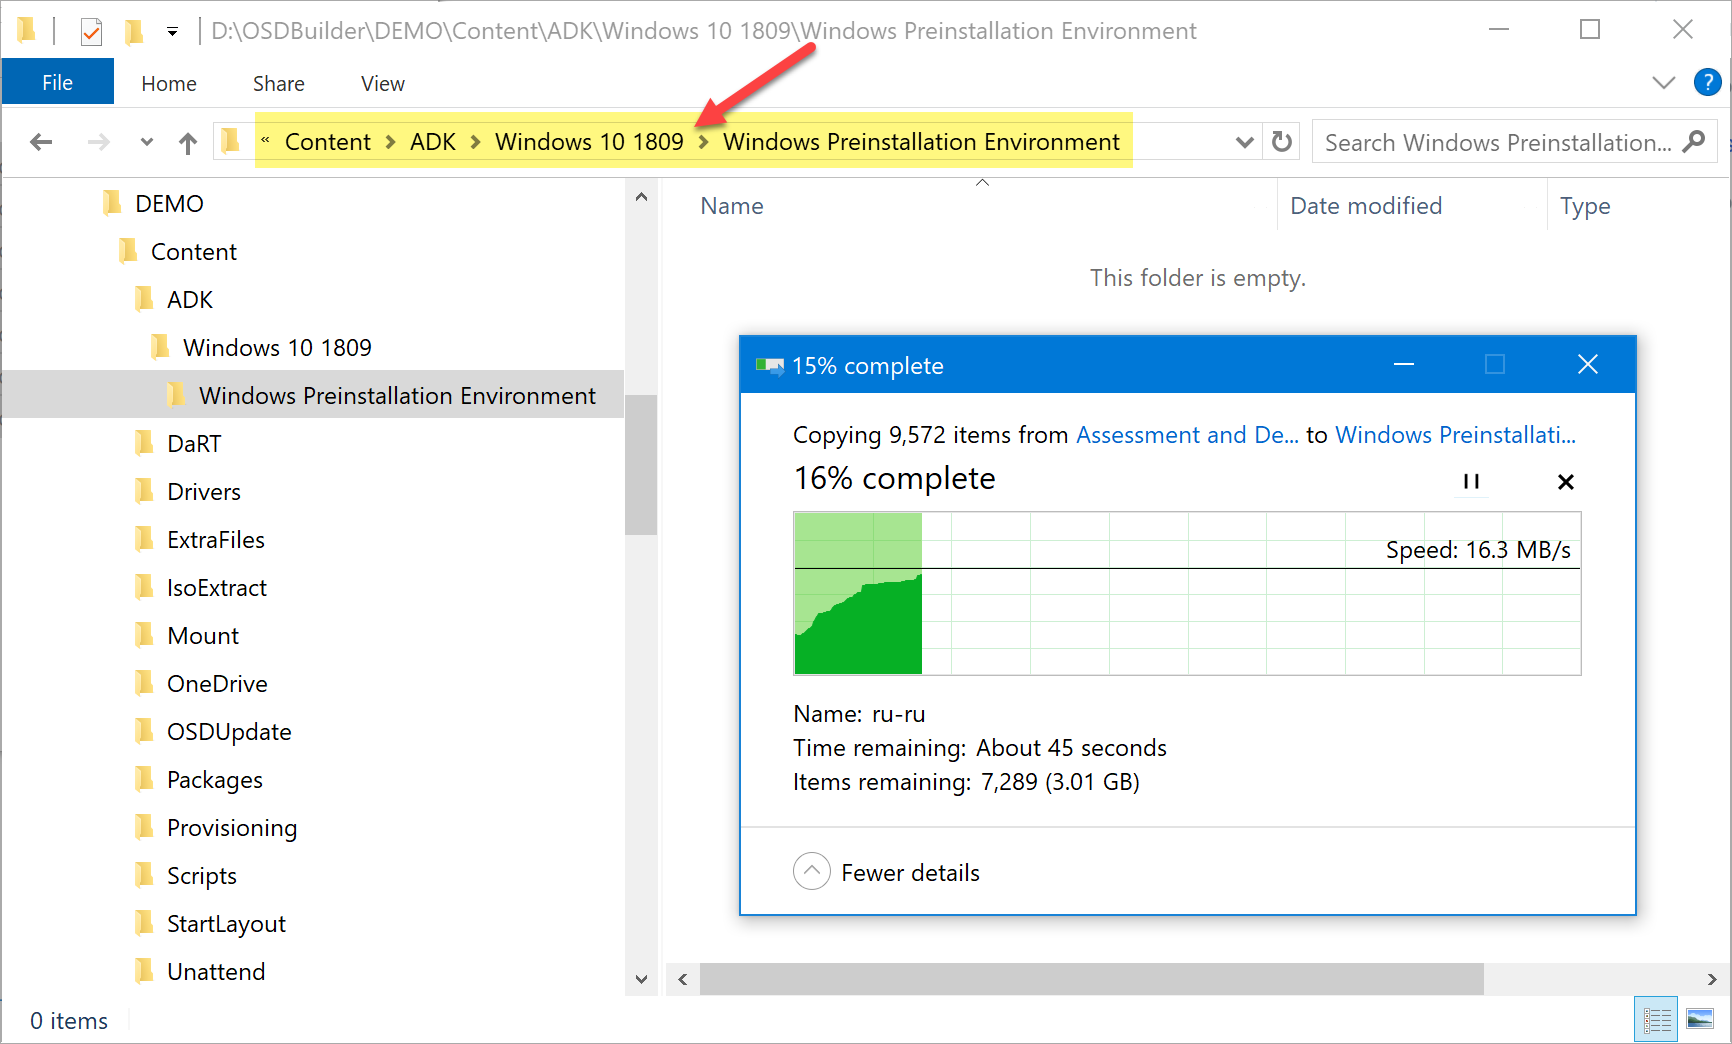 D:\OSDBuilder\DEMO\Content\ADK\Windows 10 1809\Windows Preinstallation Environment
File Home Share View ?
« Content > ADK > Windows 10 1809 > Windows Preinstallation Environment
Search Windows Preinstallation...
DEMO
Content
ADK
Windows 10 1809
Windows Preinstallation Environment
DaRT
Drivers
ExtraFiles
IsoExtract
Mount
OneDrive
OSDUpdate
Packages
Provisioning
Scripts
StartLayout
Unattend
Name Date modified Type
This folder is empty.
15% complete
Copying 9,572 items from Assessment and De... to Windows Preinstallati...
16% complete
Speed: 16.3 MB/s
Name: ru-ru
Time remaining: About 45 seconds
Items remaining: 7,289 (3.01 GB)
Fewer details
0 items